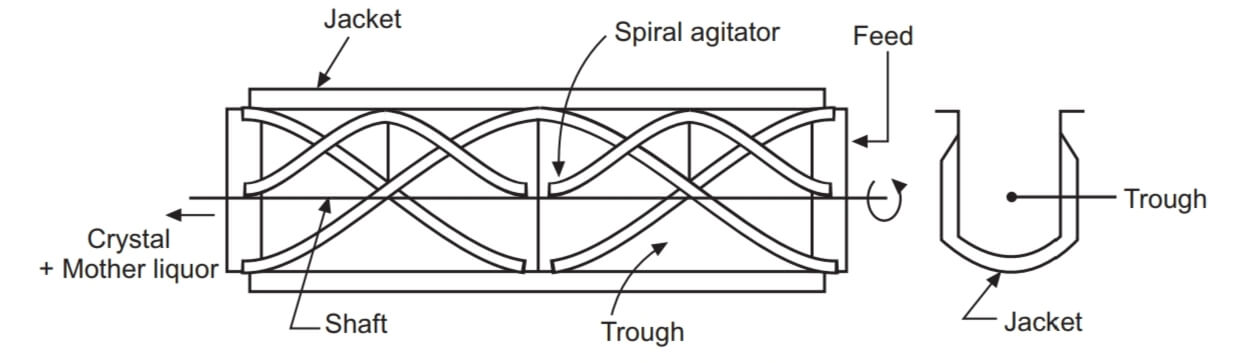 Jacket
Spiral agitator
Feed
Trough
Crystal
+ Mother liquor
Shaft
Trough
Jacket